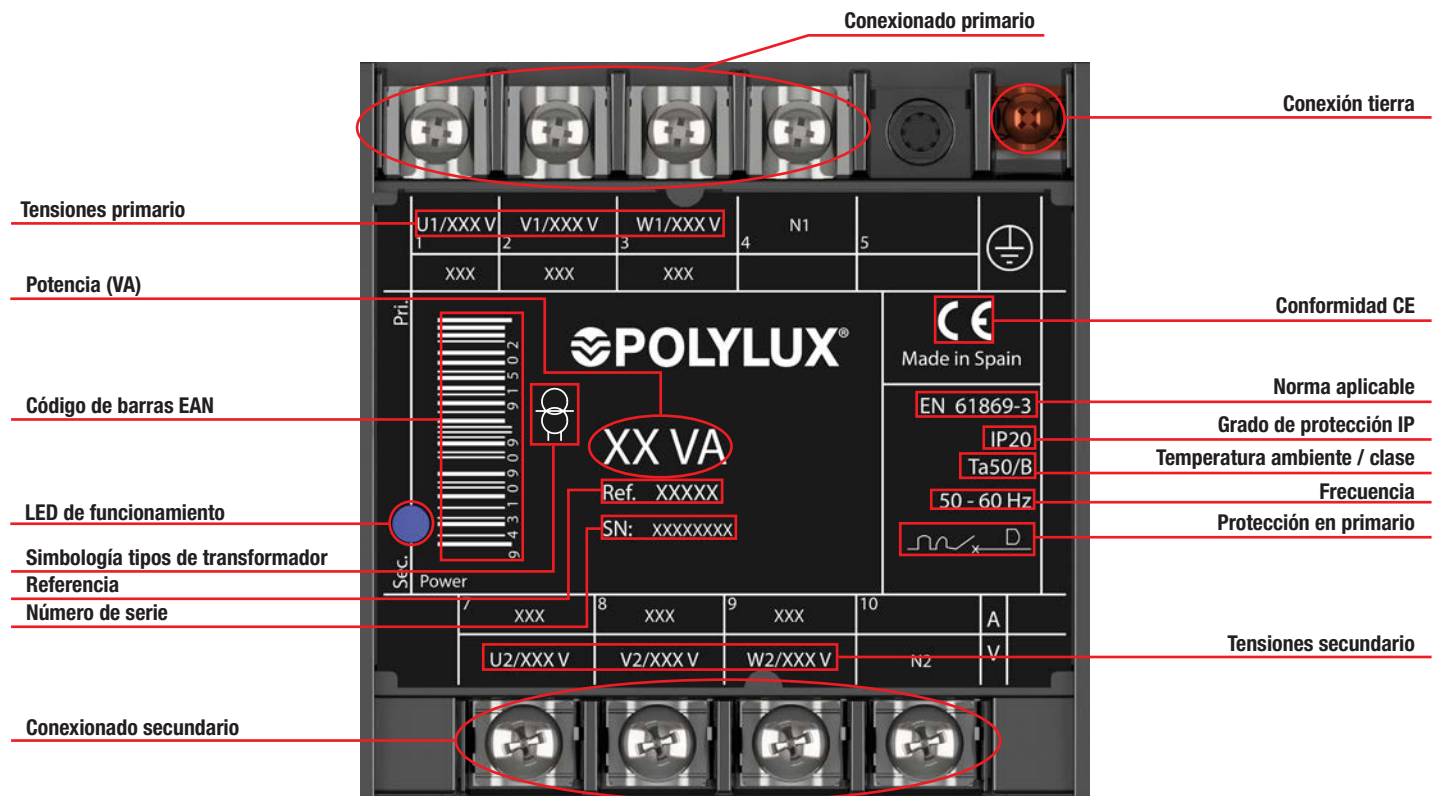 Conexionado primario
Conexión tierra
Tensiones primario
U1/XXX V V1/XXX V W1/XXX V N1
1 2 3 4 5
XXX XXX XXX
Potencia (VA)
Pri.
CE
Conformidad CE
POLYLUX®
Made in Spain
Código de barras EAN
9 43109 09091502
EN 61869-3
Norma aplicable
IP20
Grado de protección IP
XX VA
Ta50/B
Temperatura ambiente / clase
Ref. XXXXX
50 - 60 Hz
Frecuencia
LED de funcionamiento
SN: XXXXXXXX
D
Protección en primario
Simbología tipos de transformador
Sec.
Power
Referencia
Número de serie
7 XXX 8 XXX 9 XXX 10 A
U2/XXX V V2/XXX V W2/XXX V N2 V
Tensiones secundario
Conexionado secundario